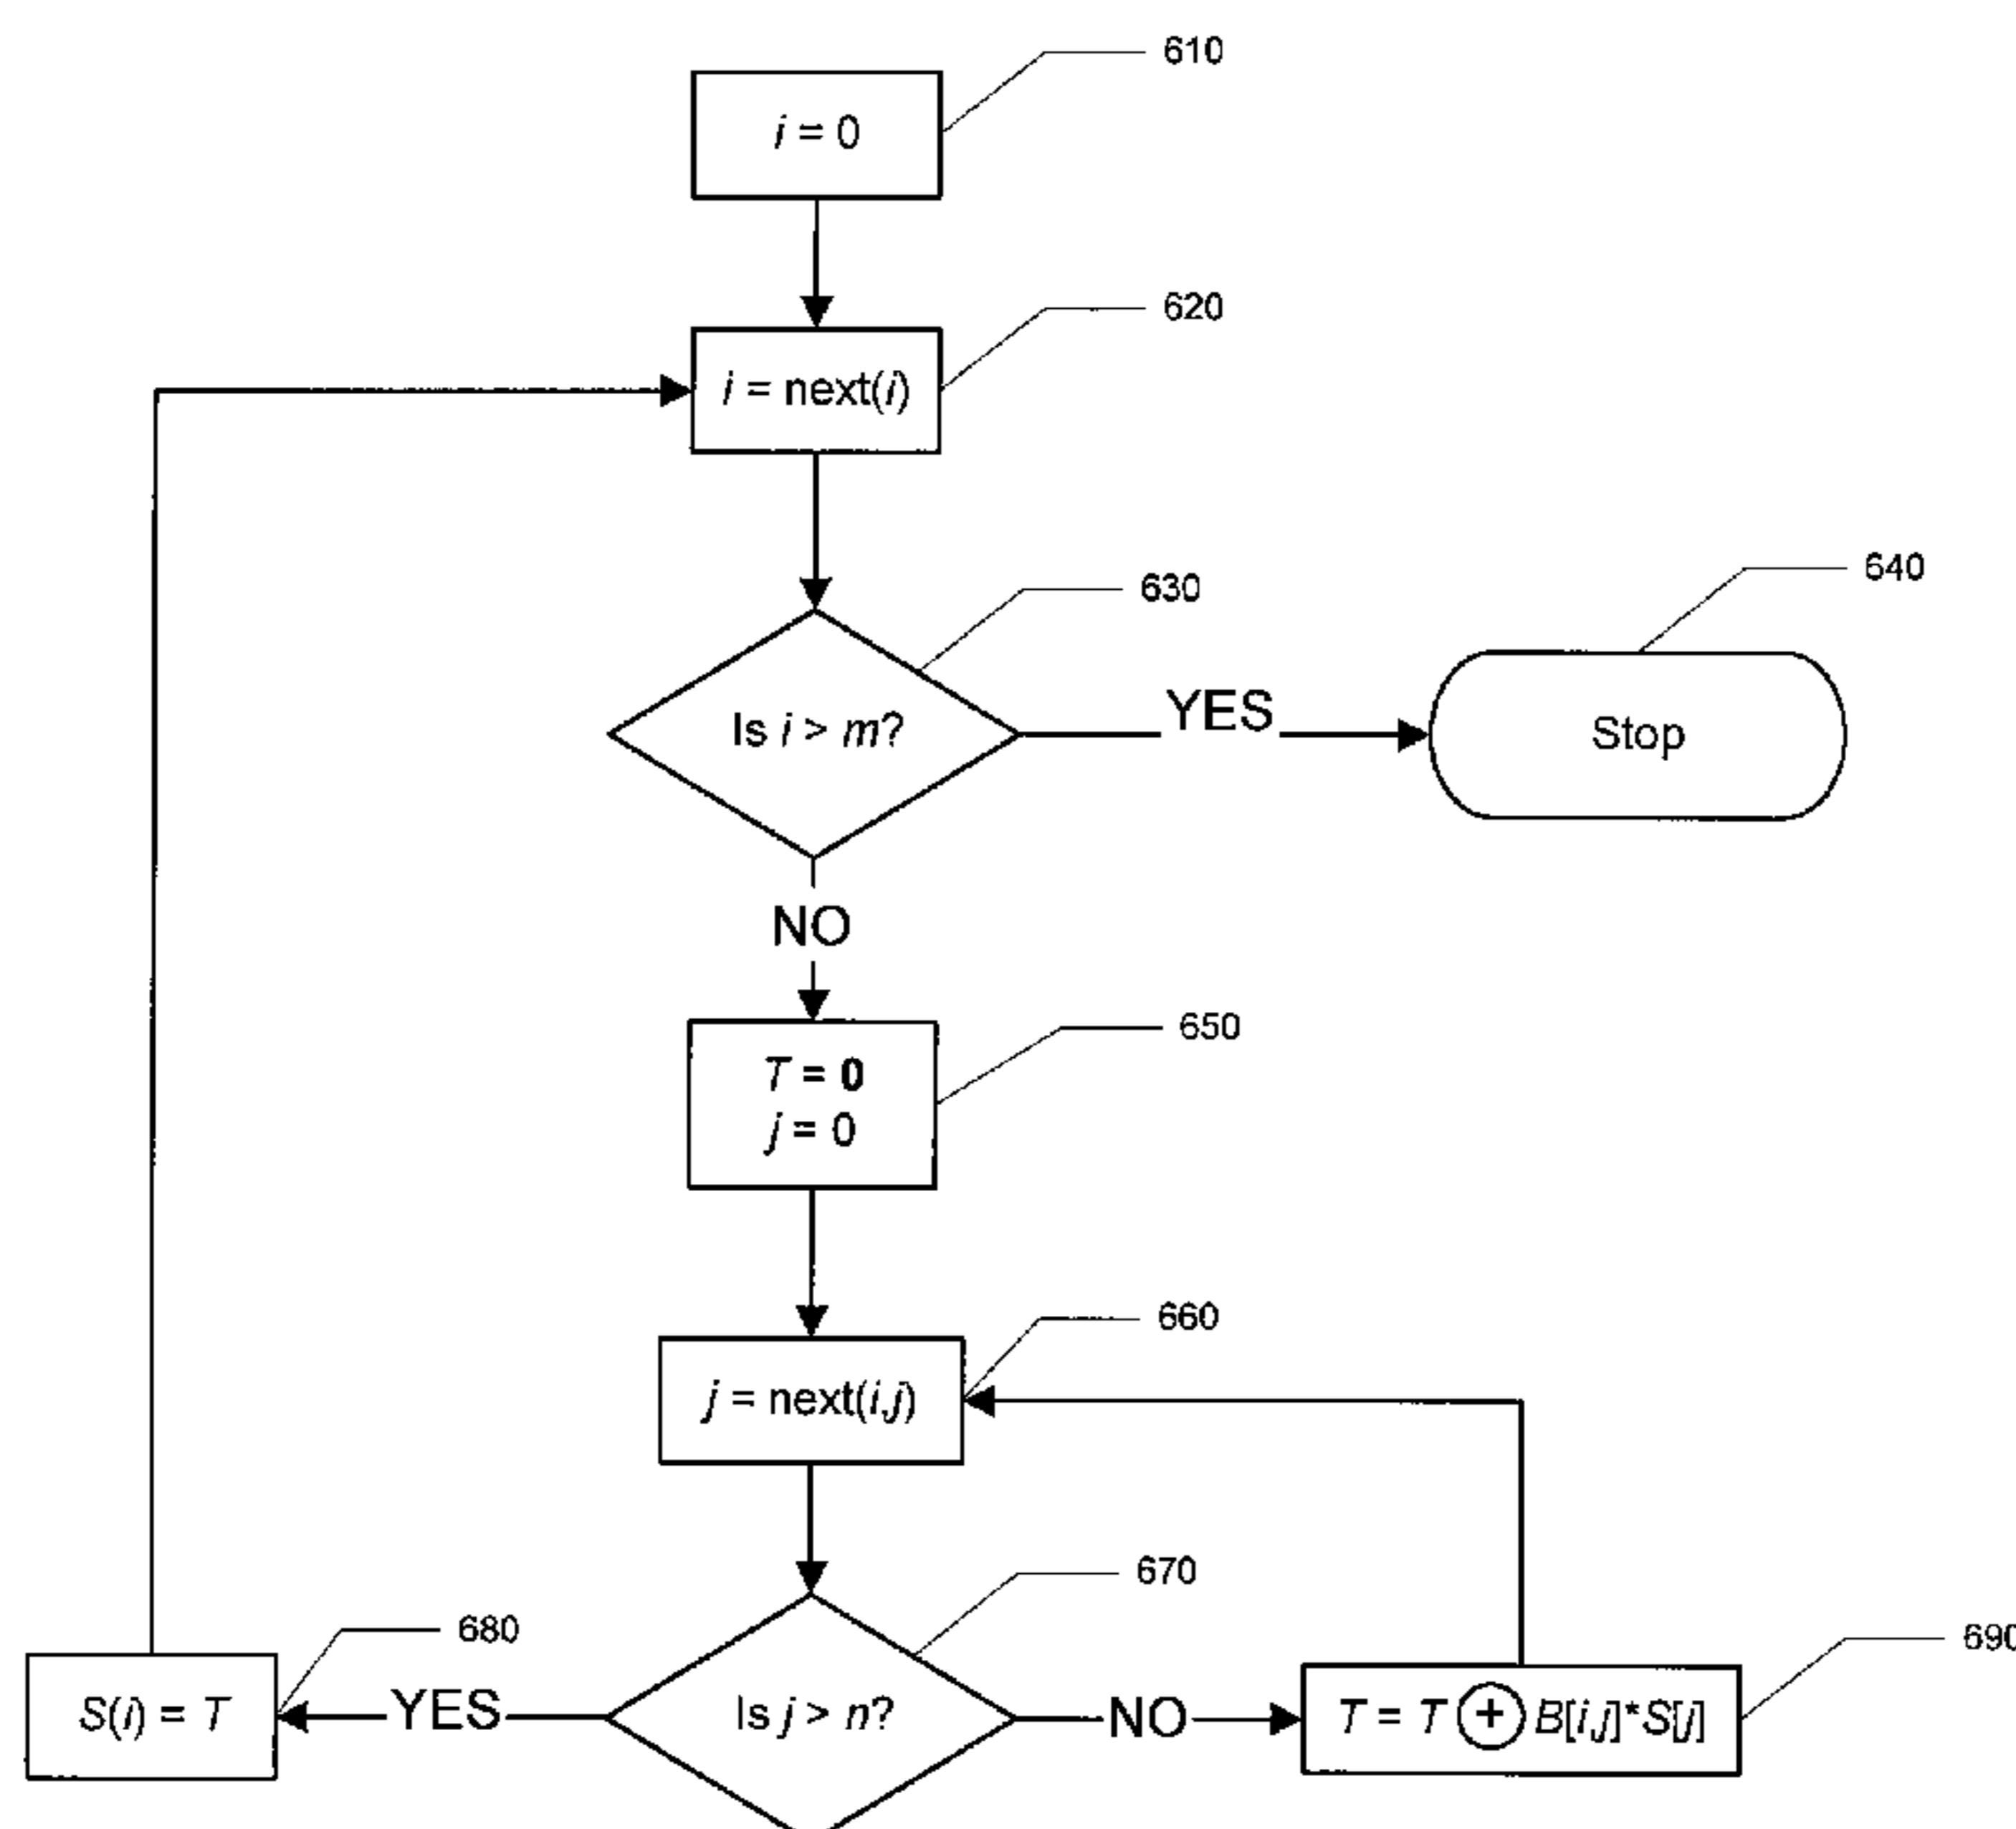 610
i = 0
620
i = next(i)
630
640
Is i > m?
YES
Stop
NO
650
T = 0
j = 0
660
j = next(i,j)
670
680
690
S(i) = T
YES
Is j > n?
NO
T = T ⊕ B[i,j]*S[j]